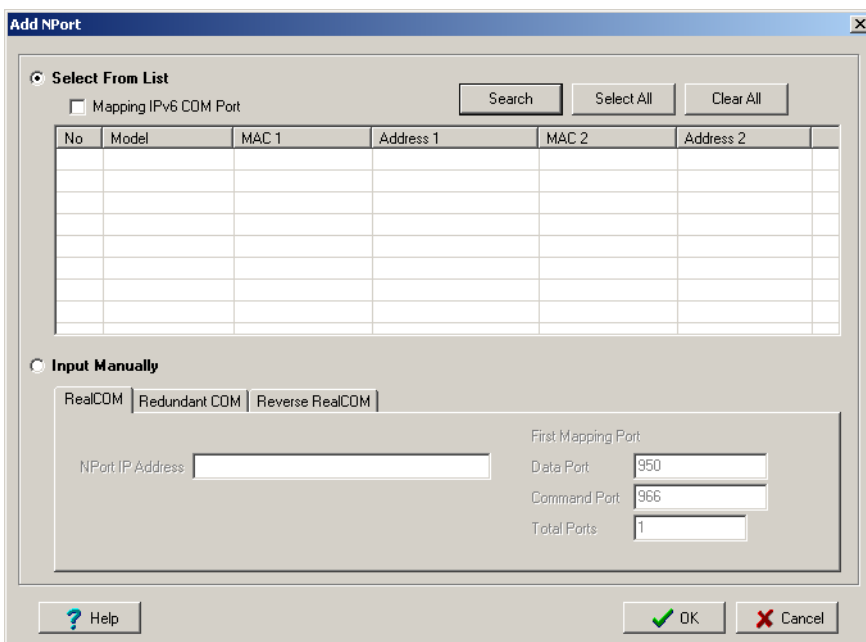 Add NPort
Select From List
Mapping IPv6 COM Port
Search
Select All
Clear All
No Model MAC 1 Address 1 MAC 2 Address 2
Input Manually
RealCOM Redundant COM Reverse RealCOM
First Mapping Port
NPort IP Address
Data Port 950
Command Port 966
Total Ports 1
? Help
OK
Cancel